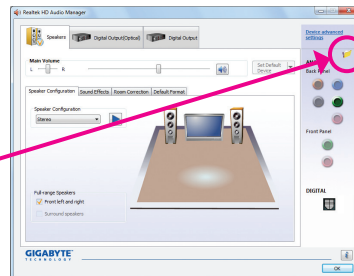 Realtek HD Audio Manager
Speakers
Digital Output(Optical)
Digital Output
Device advanced
settings
Main Volume
L
R
Set Default
Device
Back Panel
Speaker Configuration
Sound Effects
Room Correction
Default Format
Speaker Configuration
Stereo
Front Panel
Full-range Speakers
Front left and right
Surround speakers
DIGITAL
GIGABYTE
TECHNOLOGY
i
OK